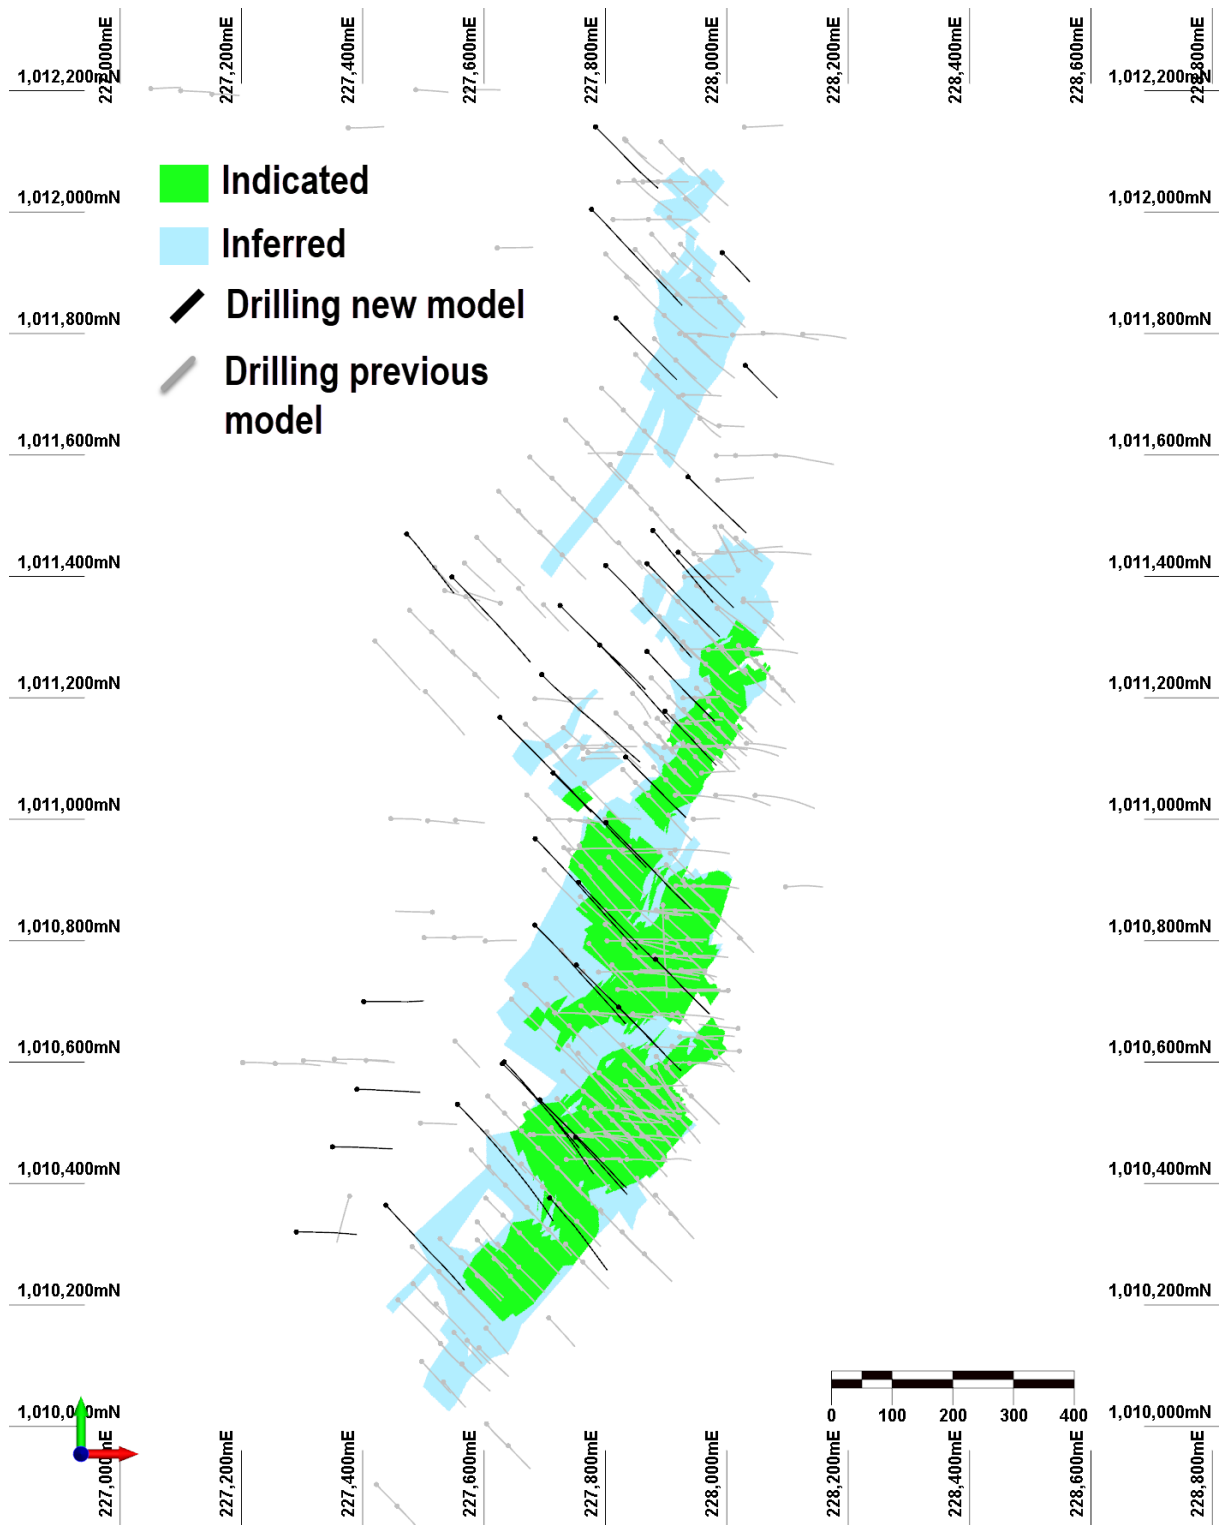 227,000mE
227,200mE
227,400mE
227,600mE
227,800mE
228,000mE
228,200mE
228,400mE
228,600mE
228,800mE
1,012,200mN
1,012,200mN
Indicated
1,012,000mN
1,012,000mN
Inferred
Drilling new model
1,011,800mN
1,011,800mN
Drilling previous
model
1,011,600mN
1,011,600mN
1,011,400mN
1,011,400mN
1,011,200mN
1,011,200mN
1,011,000mN
1,011,000mN
1,010,800mN
1,010,800mN
1,010,600mN
1,010,600mN
1,010,400mN
1,010,400mN
1,010,200mN
1,010,200mN
0 100 200 300 400
1,010,000mN
1,010,000mN
227,000mE
227,200mE
227,400mE
227,600mE
227,800mE
228,000mE
228,200mE
228,400mE
228,600mE
228,800mE